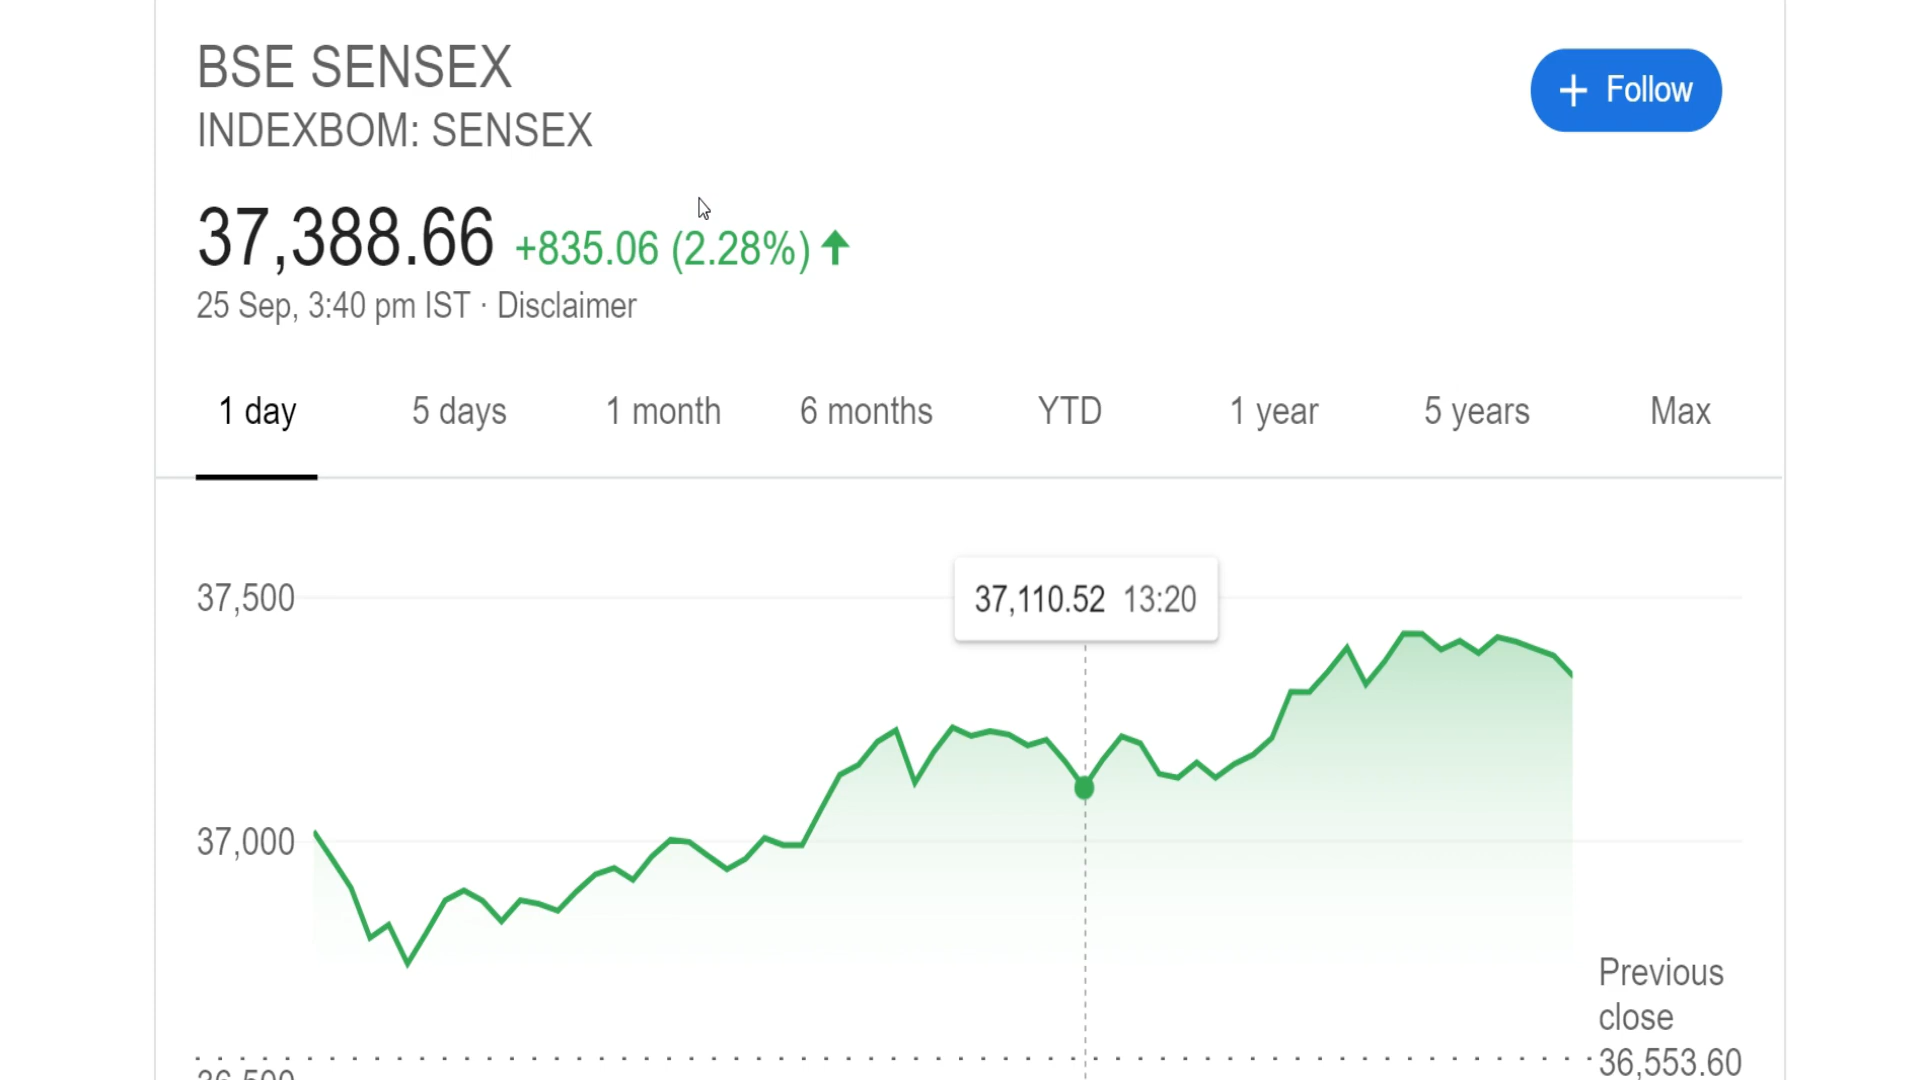 BSE SENSEX
+ Follow
INDEXBOM: SENSEX
37,388.66 +835.06 (2.28%)
25 Sep, 3:40 pm IST · Disclaimer
1 day 5 days 1 month 6 months YTD 1 year 5 years Max
37,500
37,110.52 13:20
37,000
Previous
close
36,553.60
36,500